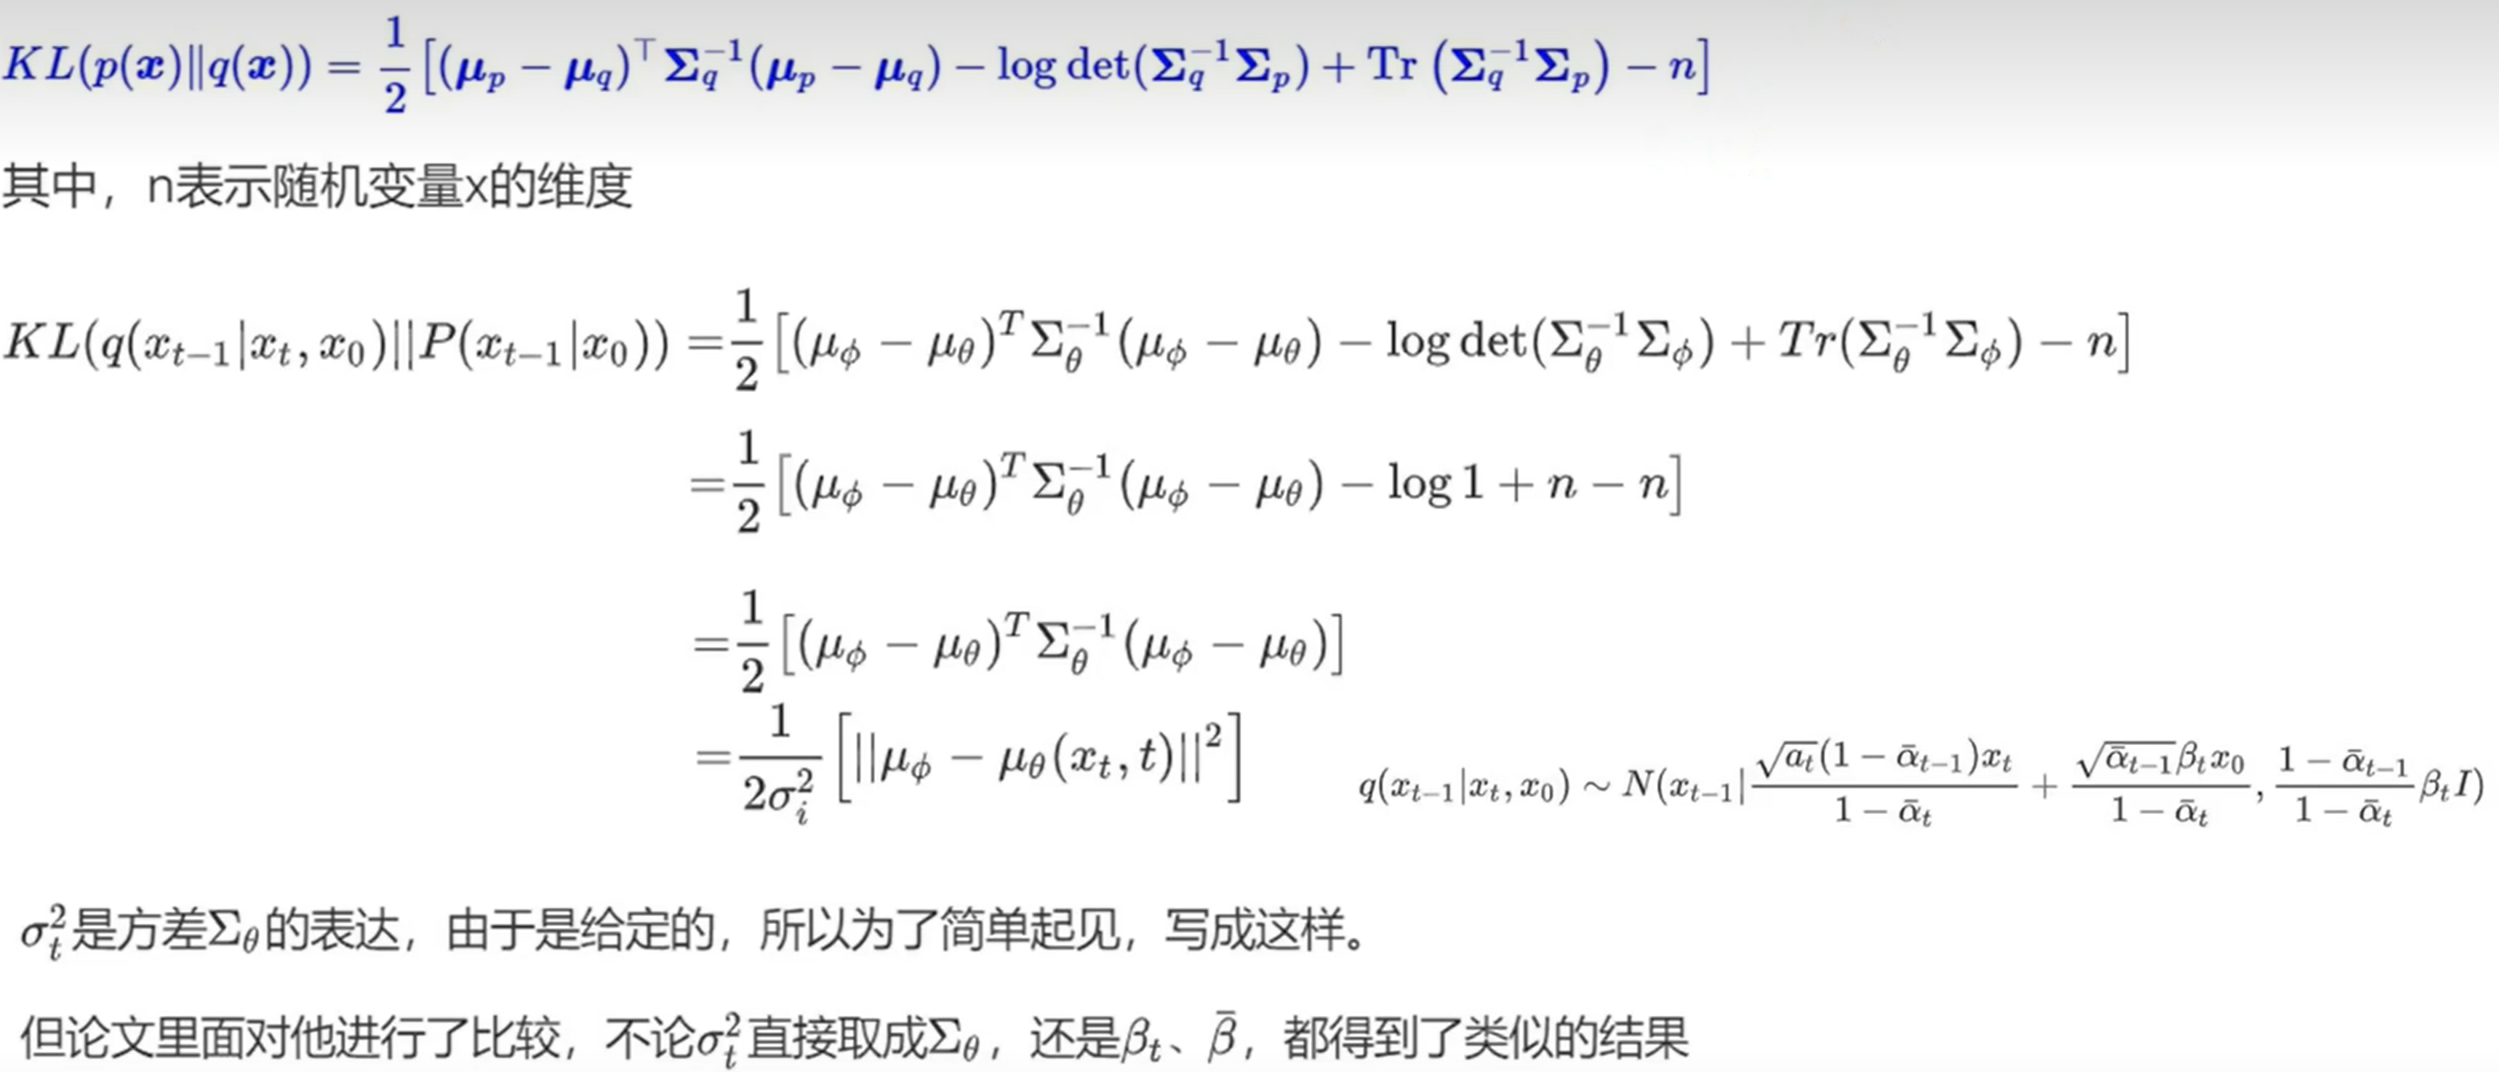 $KL(p(\boldsymbol{x})\|q(\boldsymbol{x})) = \frac{1}{2}\left[(\boldsymbol{\mu}_p - \boldsymbol{\mu}_q)^\top \boldsymbol{\Sigma}_q^{-1}(\boldsymbol{\mu}_p - \boldsymbol{\mu}_q) - \log\det(\boldsymbol{\Sigma}_q^{-1}\boldsymbol{\Sigma}_p) + \mathrm{Tr}\left(\boldsymbol{\Sigma}_q^{-1}\boldsymbol{\Sigma}_p\right) - n\right]$
其中，n表示随机变量x的维度
$KL(q(x_{t-1}|x_t, x_0)||P(x_{t-1}|x_0)) = \frac{1}{2}\left[(\mu_\phi - \mu_\theta)^T \Sigma_\theta^{-1}(\mu_\phi - \mu_\theta) - \log\det(\Sigma_\theta^{-1}\Sigma_\phi) + Tr(\Sigma_\theta^{-1}\Sigma_\phi) - n\right]$
$= \frac{1}{2}\left[(\mu_\phi - \mu_\theta)^T \Sigma_\theta^{-1}(\mu_\phi - \mu_\theta) - \log 1 + n - n\right]$
$= \frac{1}{2}\left[(\mu_\phi - \mu_\theta)^T \Sigma_\theta^{-1}(\mu_\phi - \mu_\theta)\right]$
$= \frac{1}{2\sigma_i^2}\left[||\mu_\phi - \mu_\theta(x_t, t)||^2\right]$
$q(x_{t-1}|x_t, x_0) \sim N(x_{t-1}|\frac{\sqrt{a_t}(1 - \bar{\alpha}_{t-1})x_t}{1 - \bar{\alpha}_t} + \frac{\sqrt{\bar{\alpha}_{t-1}}\beta_t x_0}{1 - \bar{\alpha}_t}, \frac{1 - \bar{\alpha}_{t-1}}{1 - \bar{\alpha}_t}\beta_t I)$
$\sigma_t^2$是方差$\Sigma_\theta$的表达，由于是给定的，所以为了简单起见，写成这样。
但论文里面对他进行了比较，不论$\sigma_t^2$直接取成$\Sigma_\theta$，还是$\beta_t$、$\bar{\beta}$，都得到了类似的结果